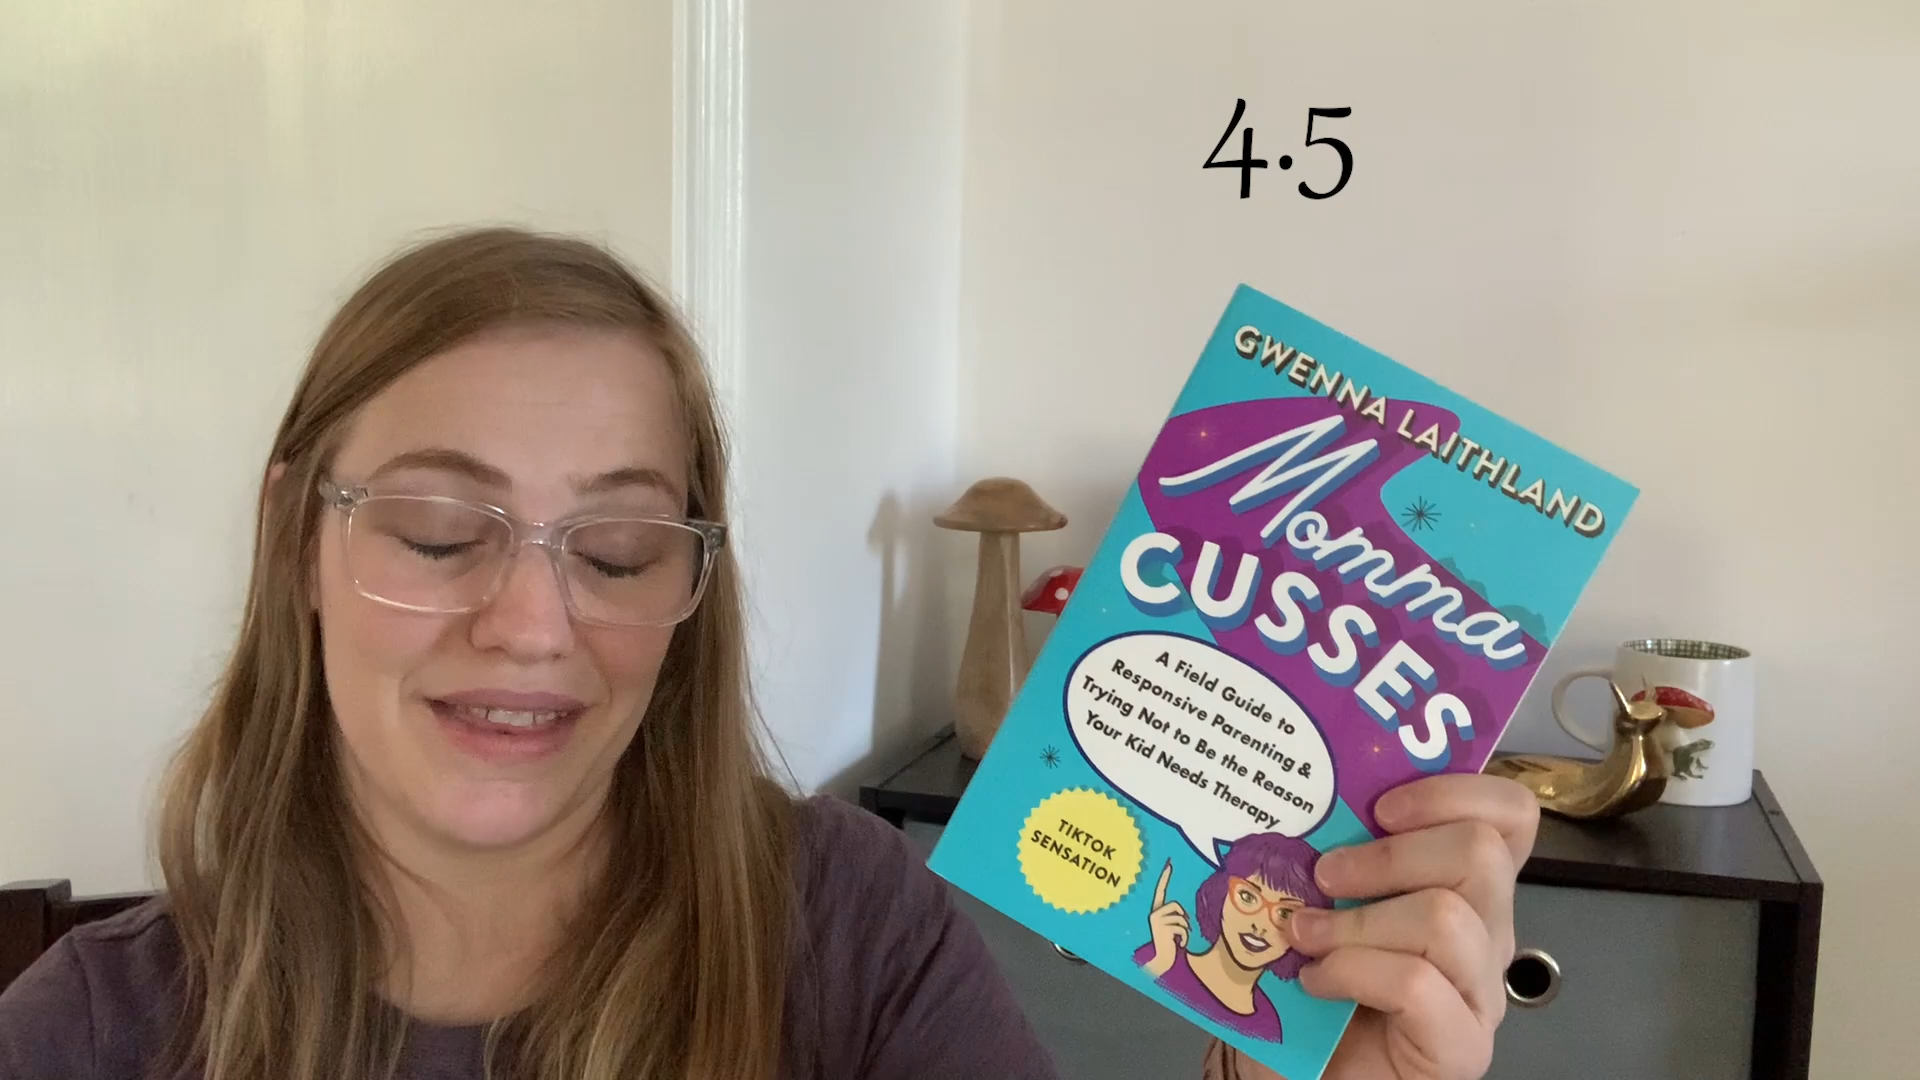 4.5
GWENNA LAITHLAND
Momma
CUSSES
A Field Guide to
Responsive Parenting &
Trying Not to Be the Reason
Your Kid Needs Therapy
TIKTOK
SENSATION